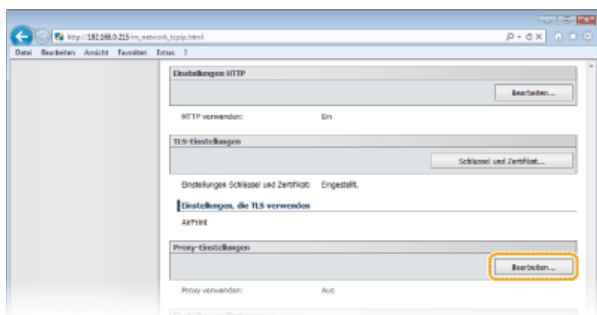 http://192.168.0.215/m_network_tcpip.html
Datei Bearbeiten Ansicht Favoriten Extras ?
Einstellungen HTTP
Bearbeiten...
HTTP verwenden: Ein
TLS-Einstellungen
Schlüssel und Zertifikat...
Einstellungen Schlüssel und Zertifikat: Eingestellt.
Einstellungen, die TLS verwenden
AirPrint
Proxy-Einstellungen
Bearbeiten...
Proxy verwenden: Aus